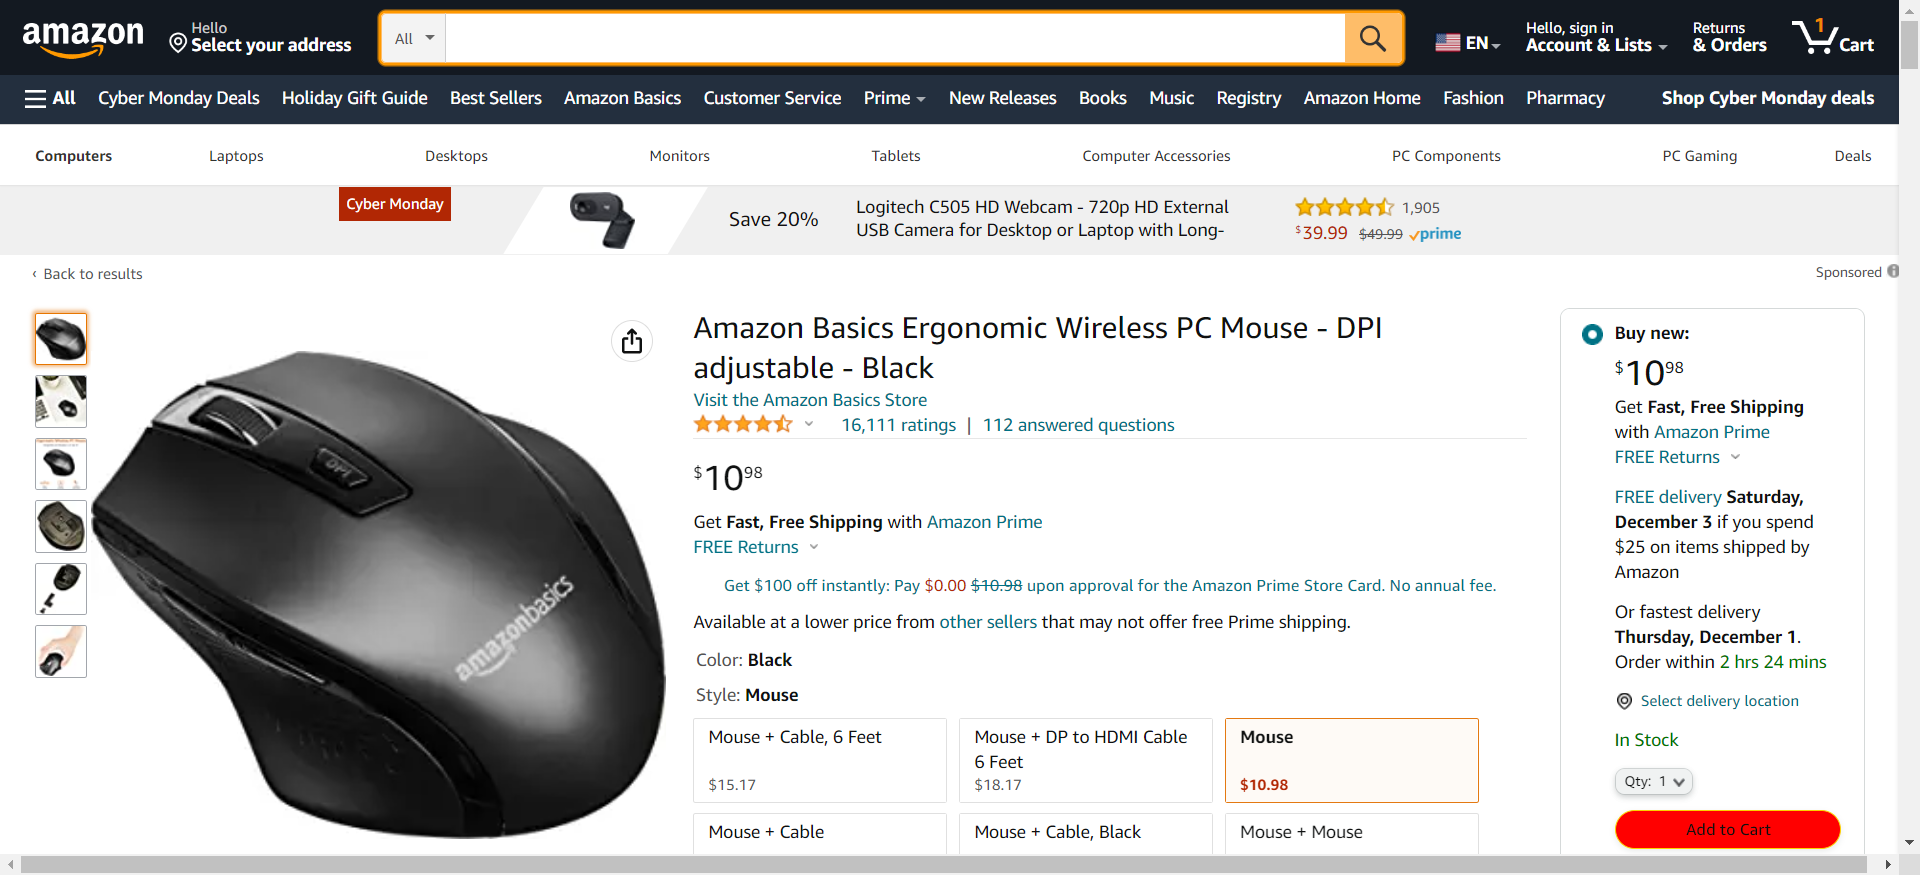 amazon
Hello
Select your address
All
EN
Hello, sign in
Account & Lists
Returns
& Orders
1
Cart
All
Cyber Monday Deals
Holiday Gift Guide
Best Sellers
Amazon Basics
Customer Service
Prime
New Releases
Books
Music
Registry
Amazon Home
Fashion
Pharmacy
Shop Cyber Monday deals
Computers
Laptops
Desktops
Monitors
Tablets
Computer Accessories
PC Components
PC Gaming
Deals
Cyber Monday
Save 20%
Logitech C505 HD Webcam - 720p HD External
USB Camera for Desktop or Laptop with Long-
1,905
$39.99 $49.99 prime
‹ Back to results
Sponsored
DPI
amazonbasics
Amazon Basics Ergonomic Wireless PC Mouse - DPI
adjustable - Black
Visit the Amazon Basics Store
16,111 ratings | 112 answered questions
$10 98
Get Fast, Free Shipping with Amazon Prime
FREE Returns
Get $100 off instantly: Pay $0.00 $10.98 upon approval for the Amazon Prime Store Card. No annual fee.
Available at a lower price from other sellers that may not offer free Prime shipping.
Color: Black
Style: Mouse
Mouse + Cable, 6 Feet
$15.17
Mouse + DP to HDMI Cable
6 Feet
$18.17
Mouse
$10.98
Mouse + Cable
Mouse + Cable, Black
Mouse + Mouse
Buy new:
$10 98
Get Fast, Free Shipping
with Amazon Prime
FREE Returns
FREE delivery Saturday,
December 3 if you spend
$25 on items shipped by
Amazon
Or fastest delivery
Thursday, December 1.
Order within 2 hrs 24 mins
Select delivery location
In Stock
Qty: 1
Add to Cart